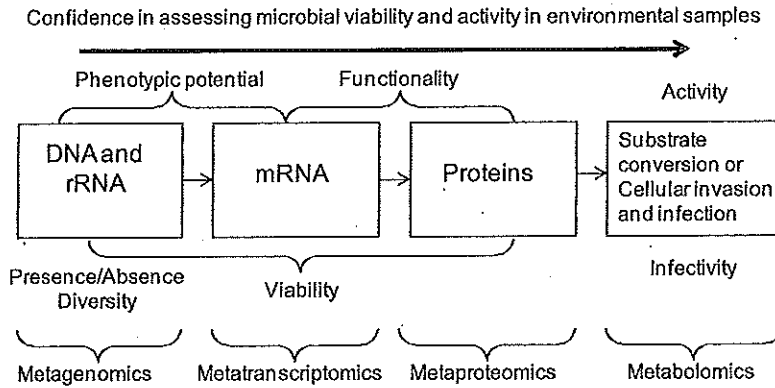 Confidence in assessing microbial viability and activity in environmental samples
Phenotypic potential
Functionality
Activity
DNA and
rRNA
mRNA
Proteins
Substrate
conversion or
Cellular invasion
and infection
Presence/Absence
Diversity
Viability
Infectivity
Metagenomics
Metatranscriptomics
Metaproteomics
Metabolomics